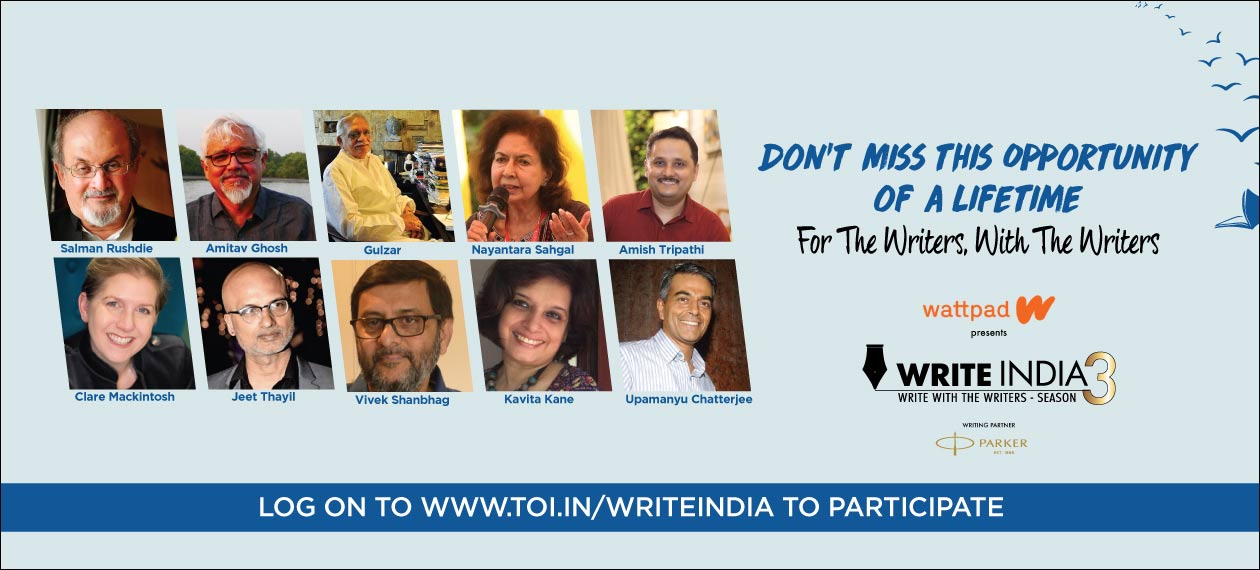 Salman Rushdie
Amitav Ghosh
Gulzar
Nayantara Sahgal
Amish Tripathi
Clare Mackintosh
Jeet Thayil
Vivek Shanbhag
Kavita Kane
Upamanyu Chatterjee
DON'T MISS THIS OPPORTUNITY
OF A LIFETIME
For The Writers, With The Writers
wattpad
presents
WRITE INDIA 3
WRITE WITH THE WRITERS - SEASON
WRITING PARTNER
PARKER
EST. 1888
LOG ON TO WWW.TOI.IN/WRITEINDIA TO PARTICIPATE